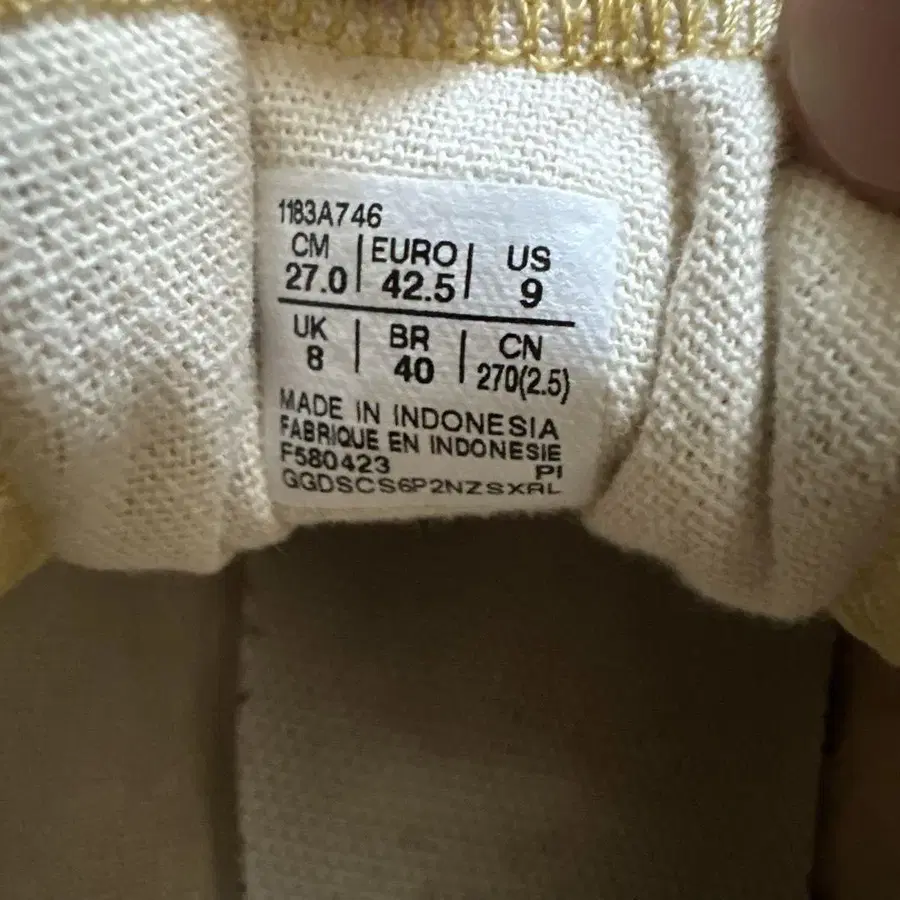 1183A746
CM | EURO | US
27.0 | 42.5 | 9
UK | BR | CN
8 | 40 | 270(2.5)
MADE IN INDONESIA
FABRIQUE EN INDONESIE
F580423 PI
GGDSCS6P2NZSXRL